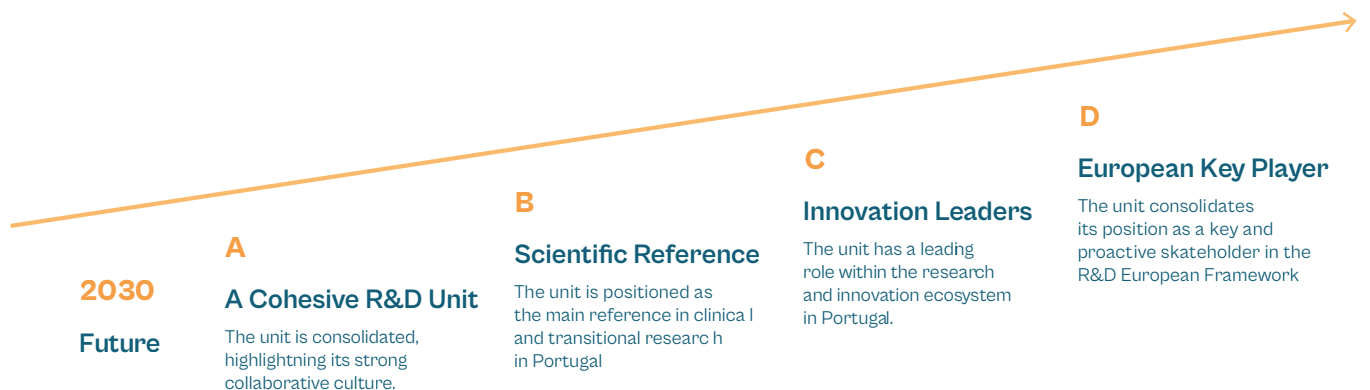 2030
Future
A
A Cohesive R&D Unit
The unit is consolidated,
highlightning its strong
collaborative culture.
B
Scientific Reference
The unit is positioned as
the main reference in clinica l
and transitional researc h
in Portugal
C
Innovation Leaders
The unit has a leading
role within the research
and innovation ecosystem
in Portugal.
D
European Key Player
The unit consolidates
its position as a key and
proactive skateholder in the
R&D European Framework